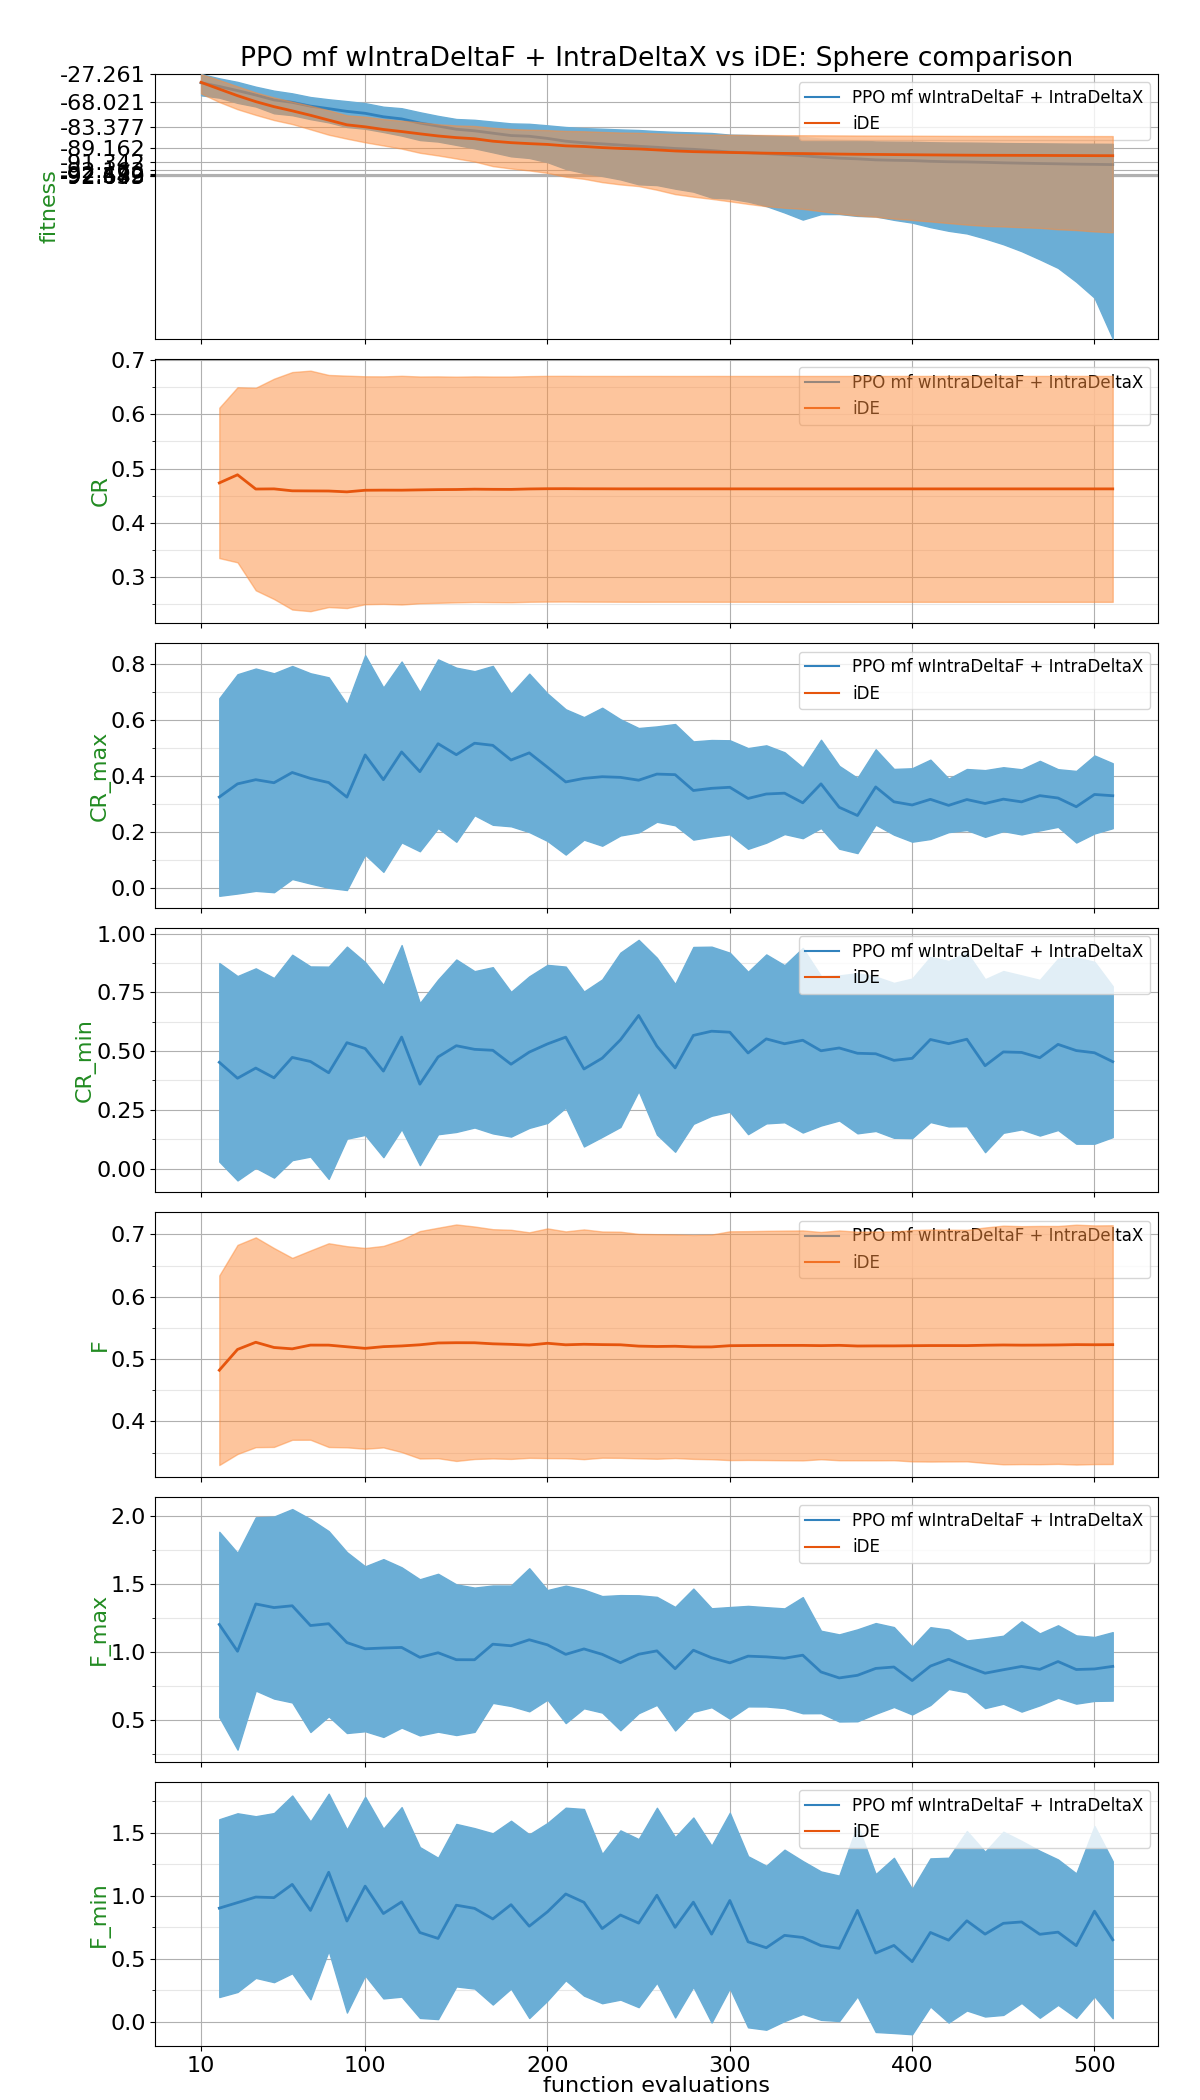 PPO mf wIntraDeltaF + IntraDeltaX vs iDE: Sphere comparison
-27.261
-68.021
-83.377
-89.162
-91.342
fitness
PPO mf wIntraDeltaF + IntraDeltaX
iDE
0.7
0.6
0.5
0.4
0.3
CR
PPO mf wIntraDeltaF + IntraDeltaX
iDE
0.8
0.6
0.4
0.2
0.0
CR_max
PPO mf wIntraDeltaF + IntraDeltaX
iDE
1.00
0.75
0.50
0.25
0.00
CR_min
PPO mf wIntraDeltaF + IntraDeltaX
iDE
0.7
0.6
0.5
0.4
F
PPO mf wIntraDeltaF + IntraDeltaX
iDE
2.0
1.5
1.0
0.5
F_max
PPO mf wIntraDeltaF + IntraDeltaX
iDE
1.5
1.0
0.5
0.0
F_min
PPO mf wIntraDeltaF + IntraDeltaX
iDE
10 100 200 300 400 500
function evaluations